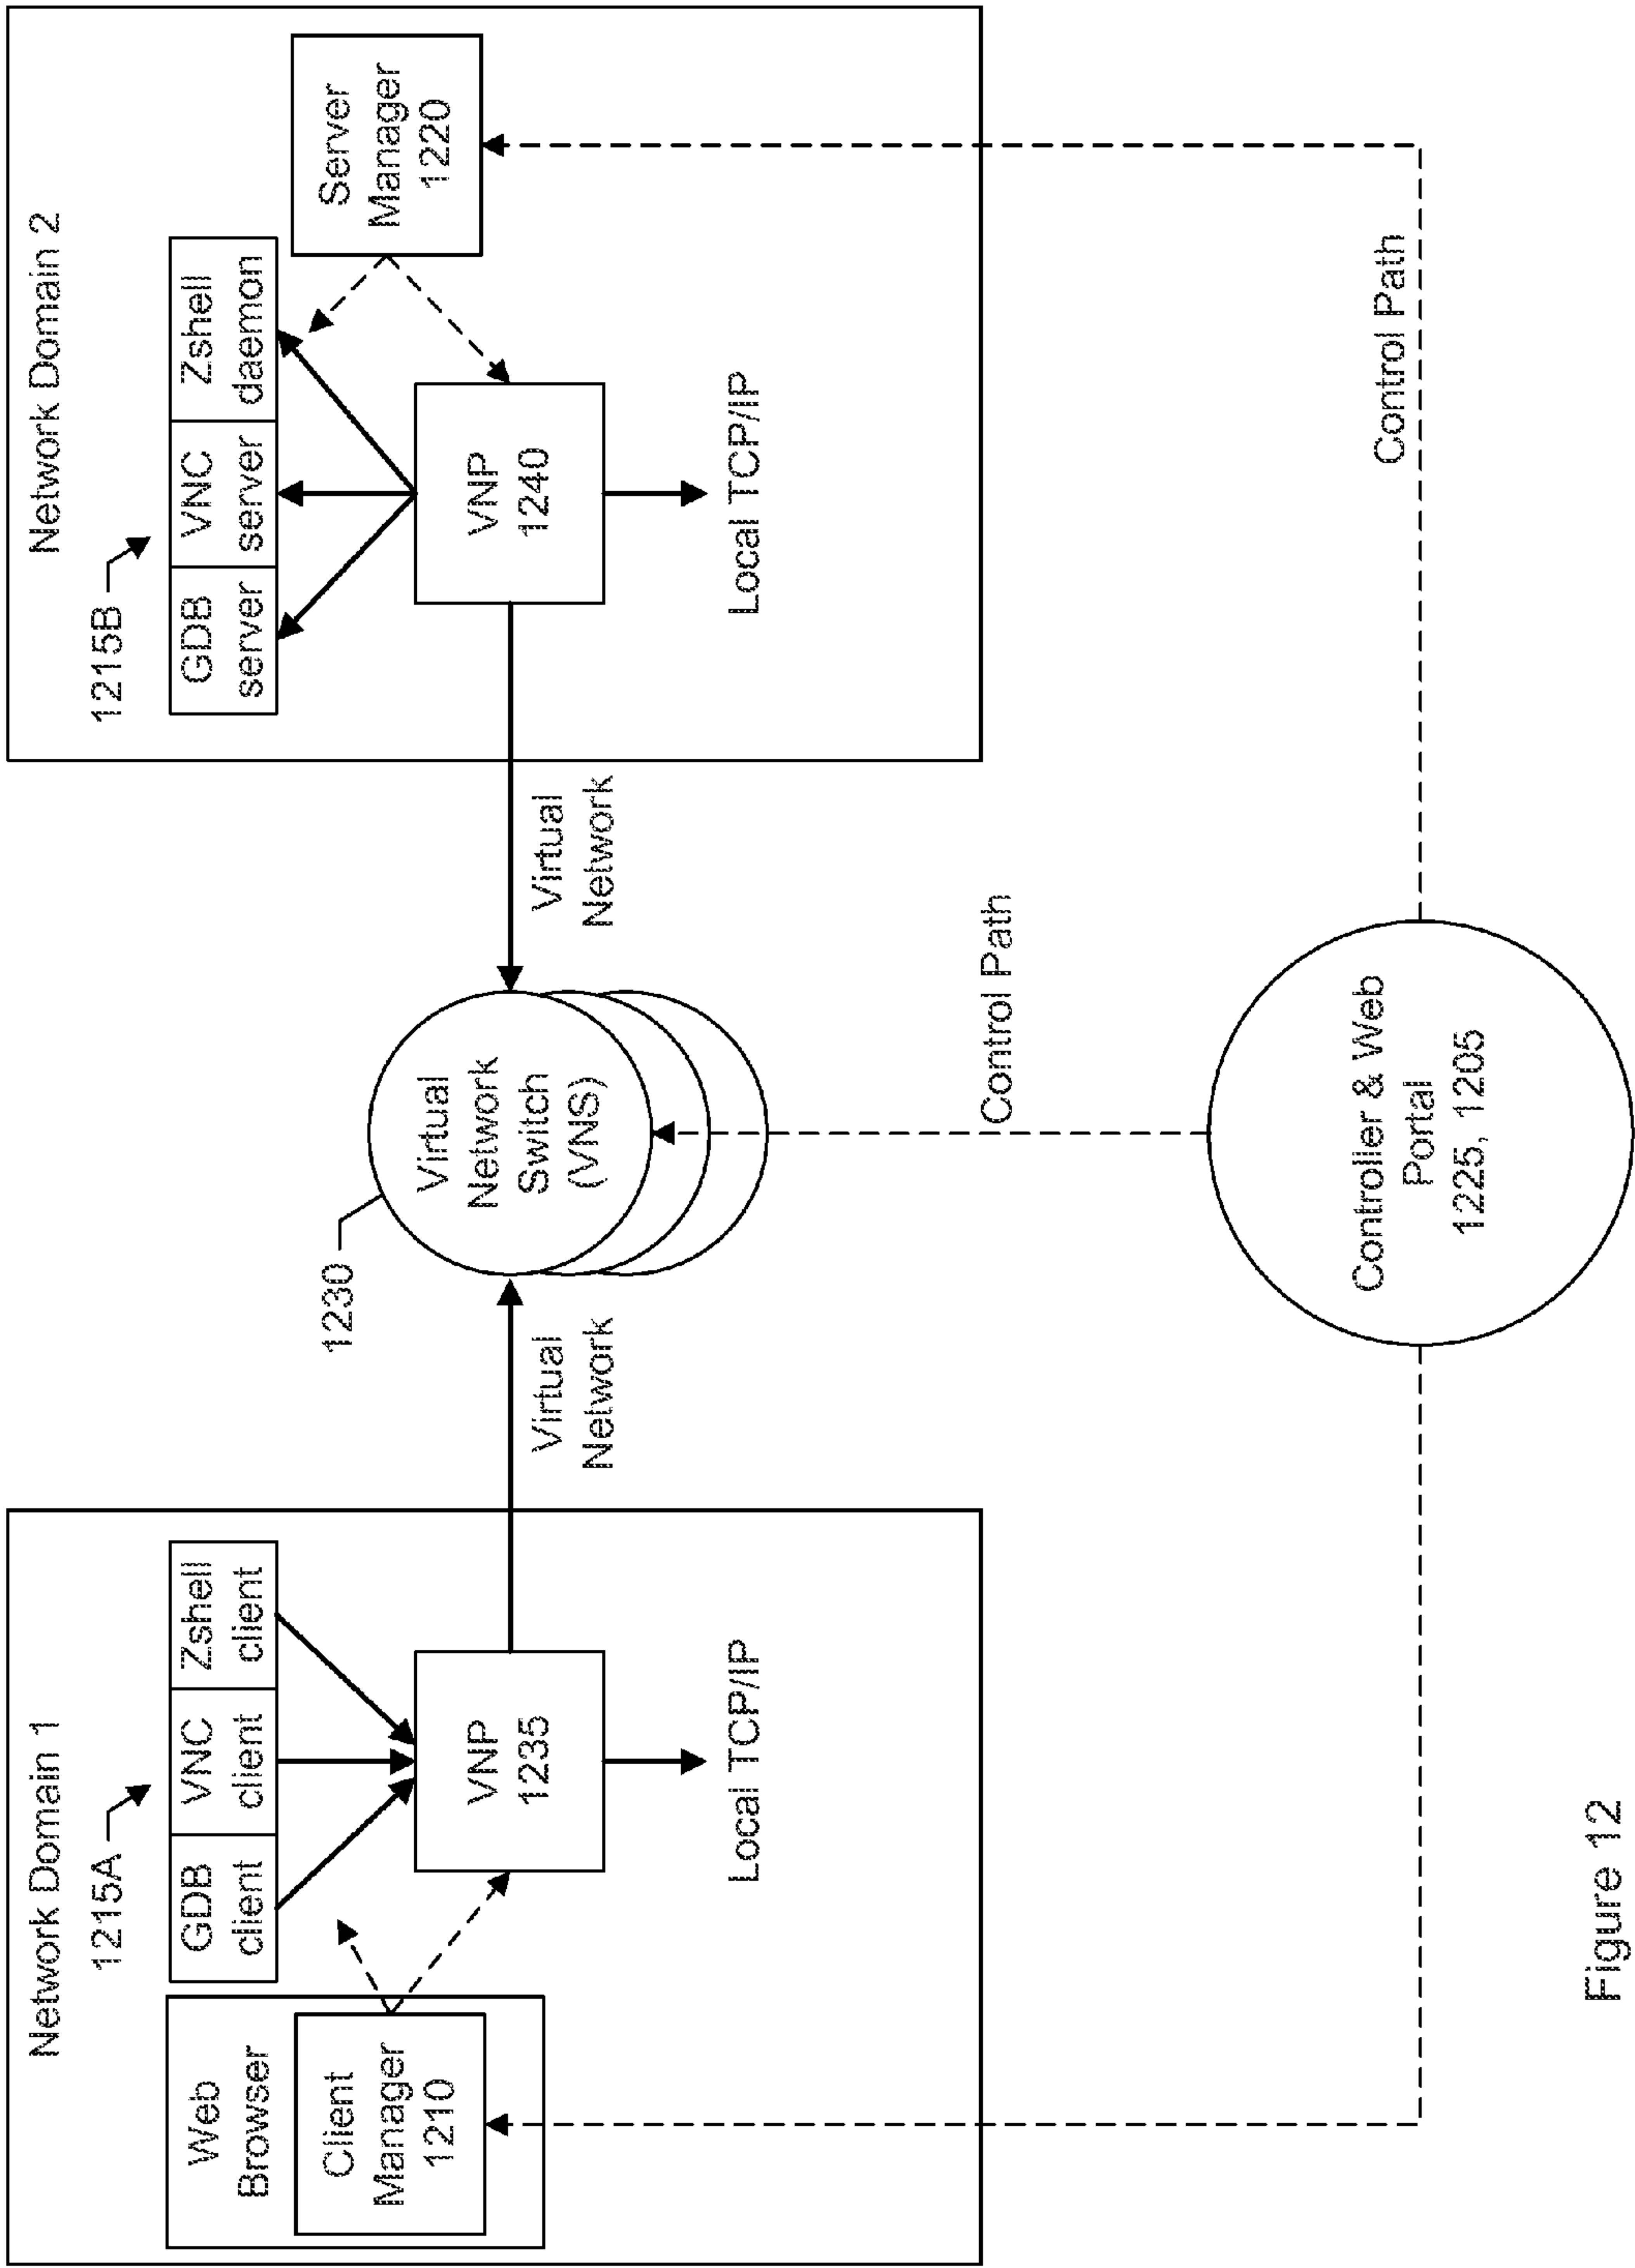 Network Domain 1
1215A
Web
Browser
Client
Manager
1210
GDB
client
VNC
client
Zshell
client
VNP
1235
Local TCP/IP
Virtual
Network
1230
Virtual
Network
Switch
(VNS)
Virtual
Network
Network Domain 2
1215B
GDB
server
VNC
server
Zshell
daemon
Server
Manager
1220
VNP
1240
Local TCP/IP
Control Path
Control Path
Controller & Web
Portal
1225, 1205
Figure 12